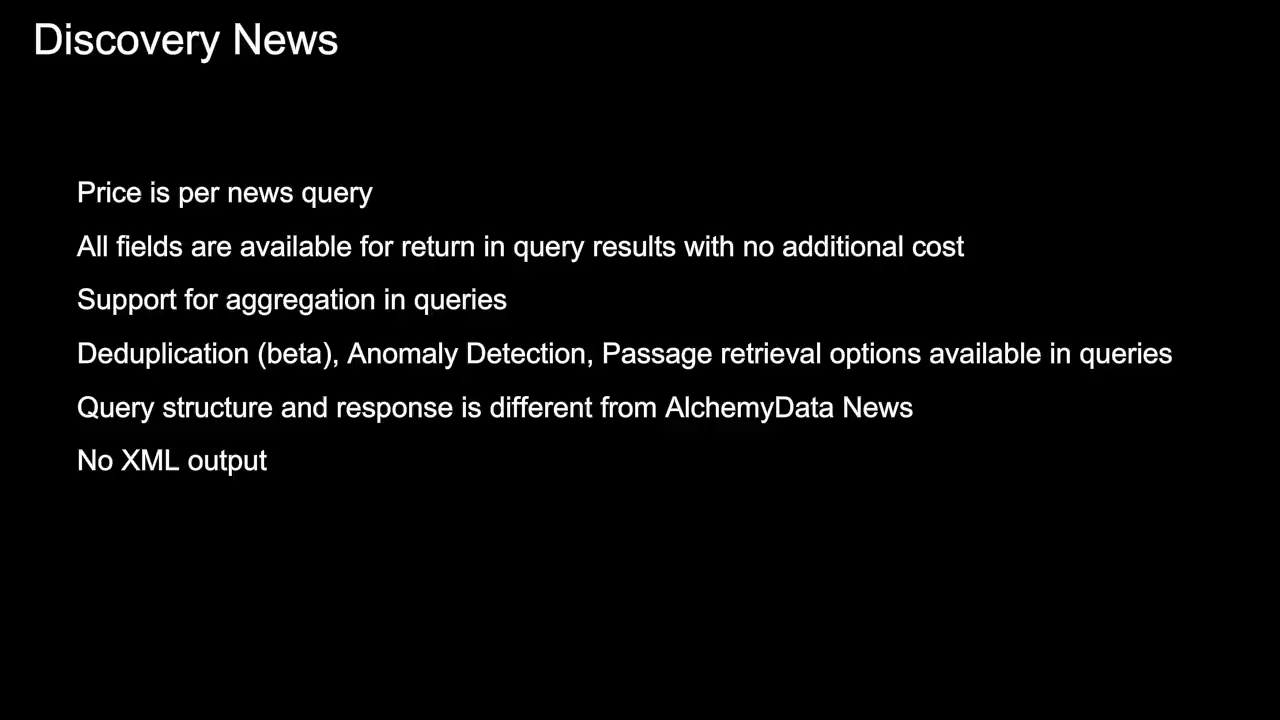 Discovery News
Price is per news query
All fields are available for return in query results with no additional cost
Support for aggregation in queries
Deduplication (beta), Anomaly Detection, Passage retrieval options available in queries
Query structure and response is different from AlchemyData News
No XML output